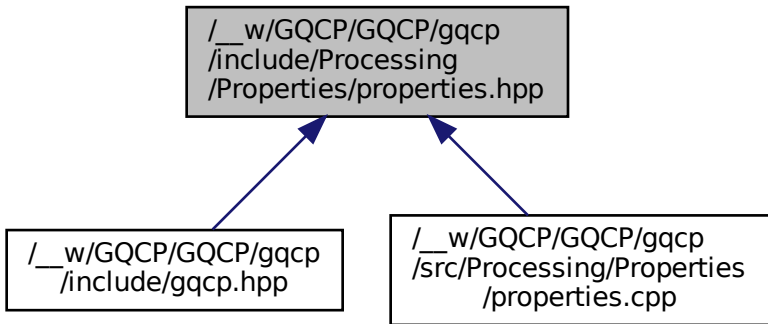 /__w/GQCP/GQCP/gqcp
/include/Processing
/Properties/properties.hpp
/__w/GQCP/GQCP/gqcp
/include/gqcp.hpp
/__w/GQCP/GQCP/gqcp
/src/Processing/Properties
/properties.cpp